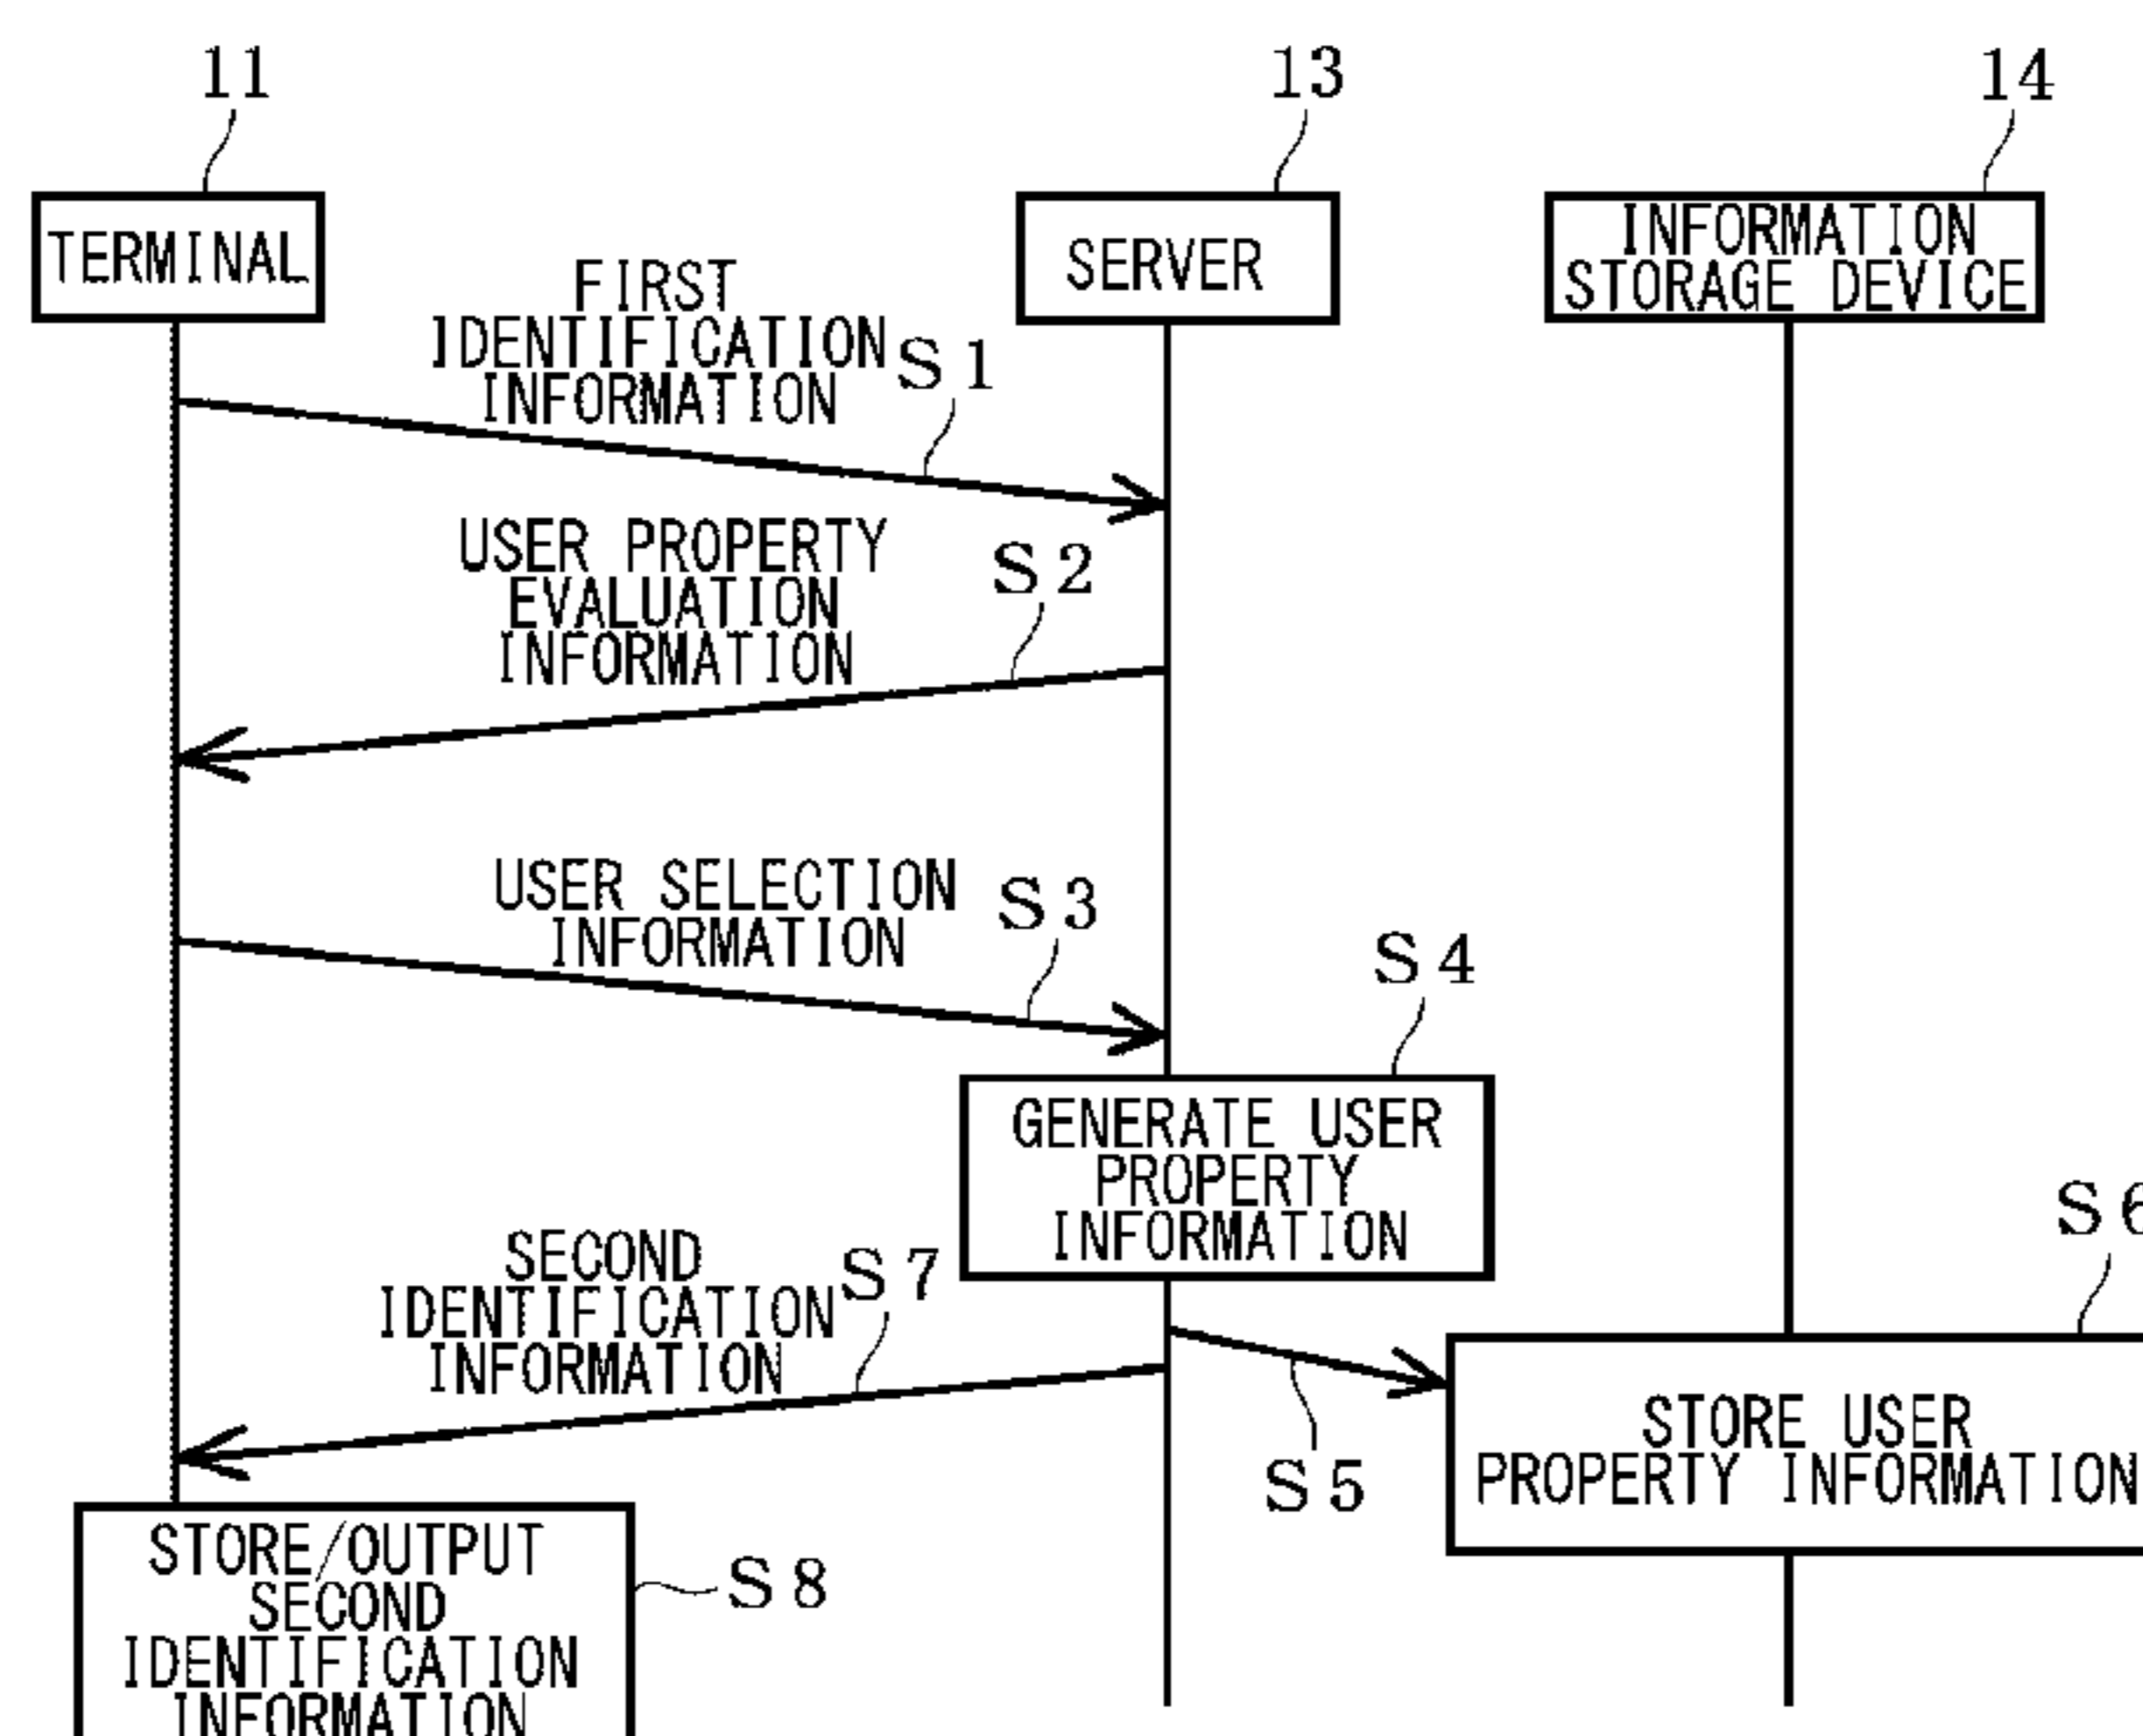 11
13
14
TERMINAL
SERVER
INFORMATION
STORAGE DEVICE
FIRST
IDENTIFICATION
INFORMATION
S1
USER PROPERTY
EVALUATION
INFORMATION
S2
USER SELECTION
INFORMATION
S3
S4
GENERATE USER
PROPERTY
INFORMATION
S6
SECOND
IDENTIFICATION
INFORMATION
S7
S5
STORE USER
PROPERTY INFORMATION
STORE/OUTPUT
SECOND
IDENTIFICATION
INFORMATION
S8